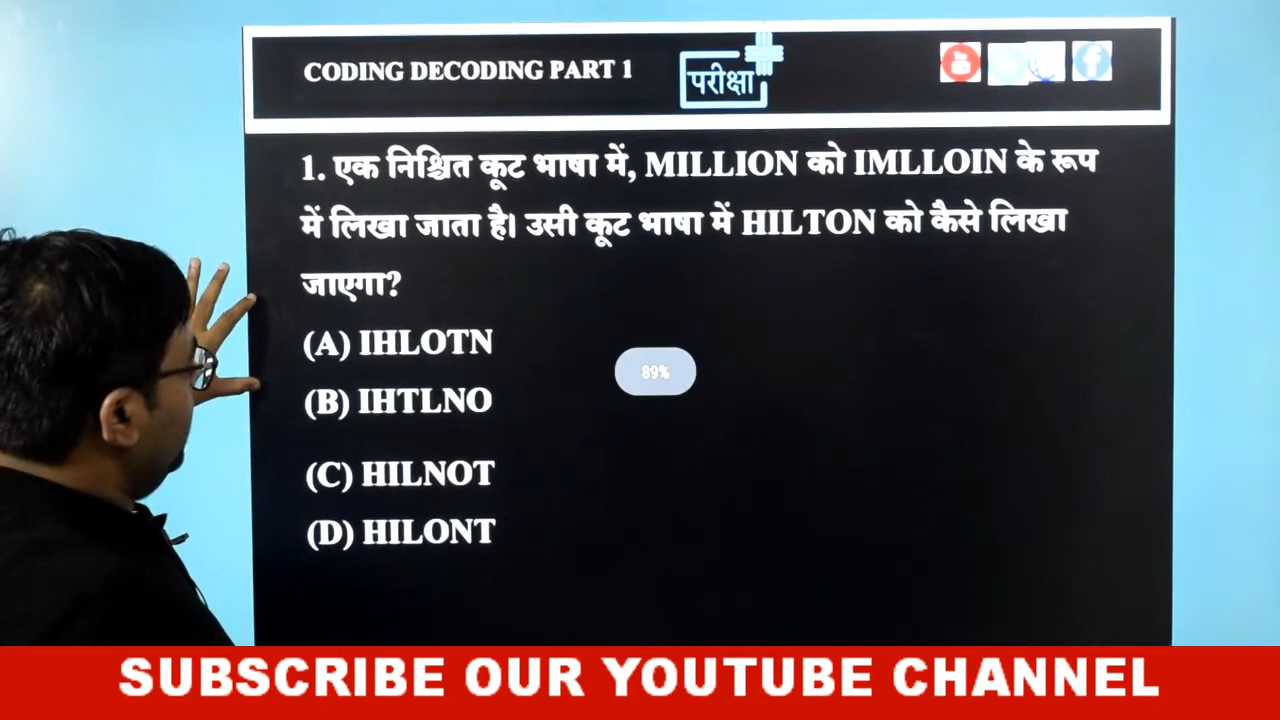 CODING DECODING PART 1
परीक्षा
1. एक निश्चित कूट भाषा में, MILLION को IMLLOIN के रूप
में लिखा जाता है। उसी कूट भाषा में HILTON को कैसे लिखा
जाएगा?
(A) IHLOTN
89%
(B) IHTLNO
(C) HILNOT
(D) HILONT
SUBSCRIBE OUR YOUTUBE CHANNEL